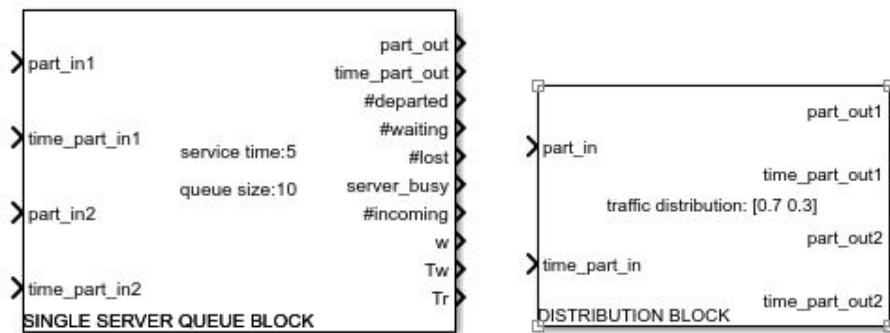 part_in1
time_part_in1
part_in2
time_part_in2
service time:5
queue size:10
part_out
time_part_out
#departed
#waiting
#lost
server_busy
#incoming
w
Tw
Tr
SINGLE SERVER QUEUE BLOCK
part_in
time_part_in
traffic distribution: [0.7 0.3]
part_out1
time_part_out1
part_out2
time_part_out2
DISTRIBUTION BLOCK